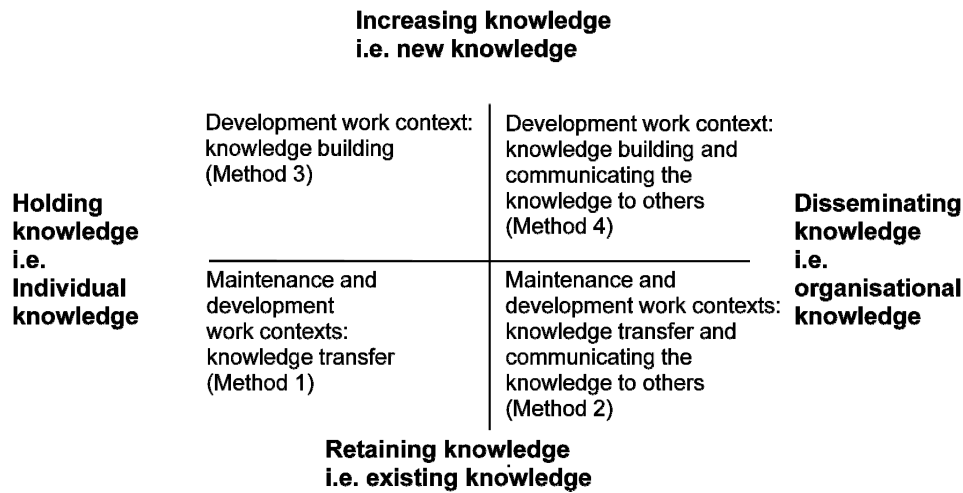 Increasing knowledge
i.e. new knowledge
Development work context:
knowledge building
(Method 3)
Development work context:
knowledge building and
communicating the
knowledge to others
(Method 4)
Holding
knowledge
i.e.
Individual
knowledge
Disseminating
knowledge
i.e.
organisational
knowledge
Maintenance and
development
work contexts:
knowledge transfer
(Method 1)
Maintenance and
development work contexts:
knowledge transfer and
communicating the
knowledge to others
(Method 2)
Retaining knowledge
i.e. existing knowledge